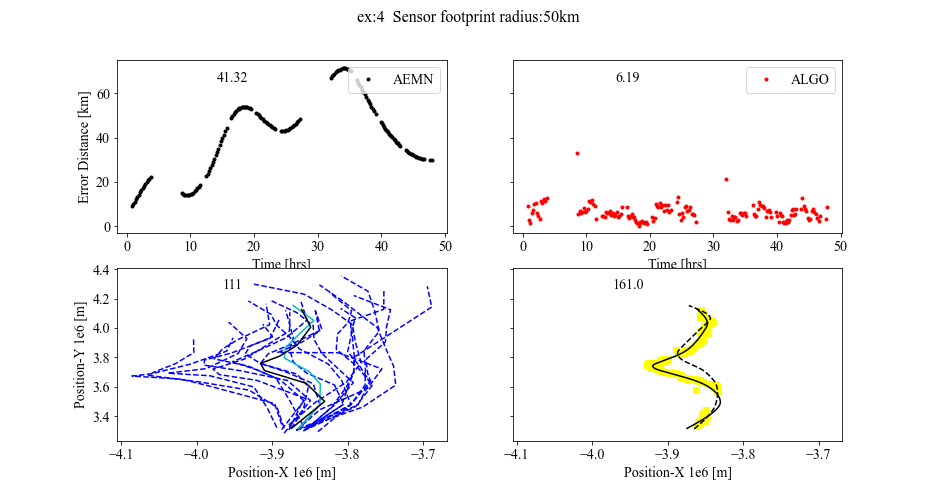 ex:4 Sensor footprint radius:50km
41.32
AEMN
60
40
20
0
Error Distance [km]
0 10 20 30 40 50
Time [hrs]
6.19
ALGO
0 10 20 30 40 50
Time [hrs]
111
4.4
4.2
4.0
3.8
3.6
3.4
Position-Y 1e6 [m]
−4.1 −4.0 −3.9 −3.8 −3.7
Position-X 1e6 [m]
161.0
−4.1 −4.0 −3.9 −3.8 −3.7
Position-X 1e6 [m]